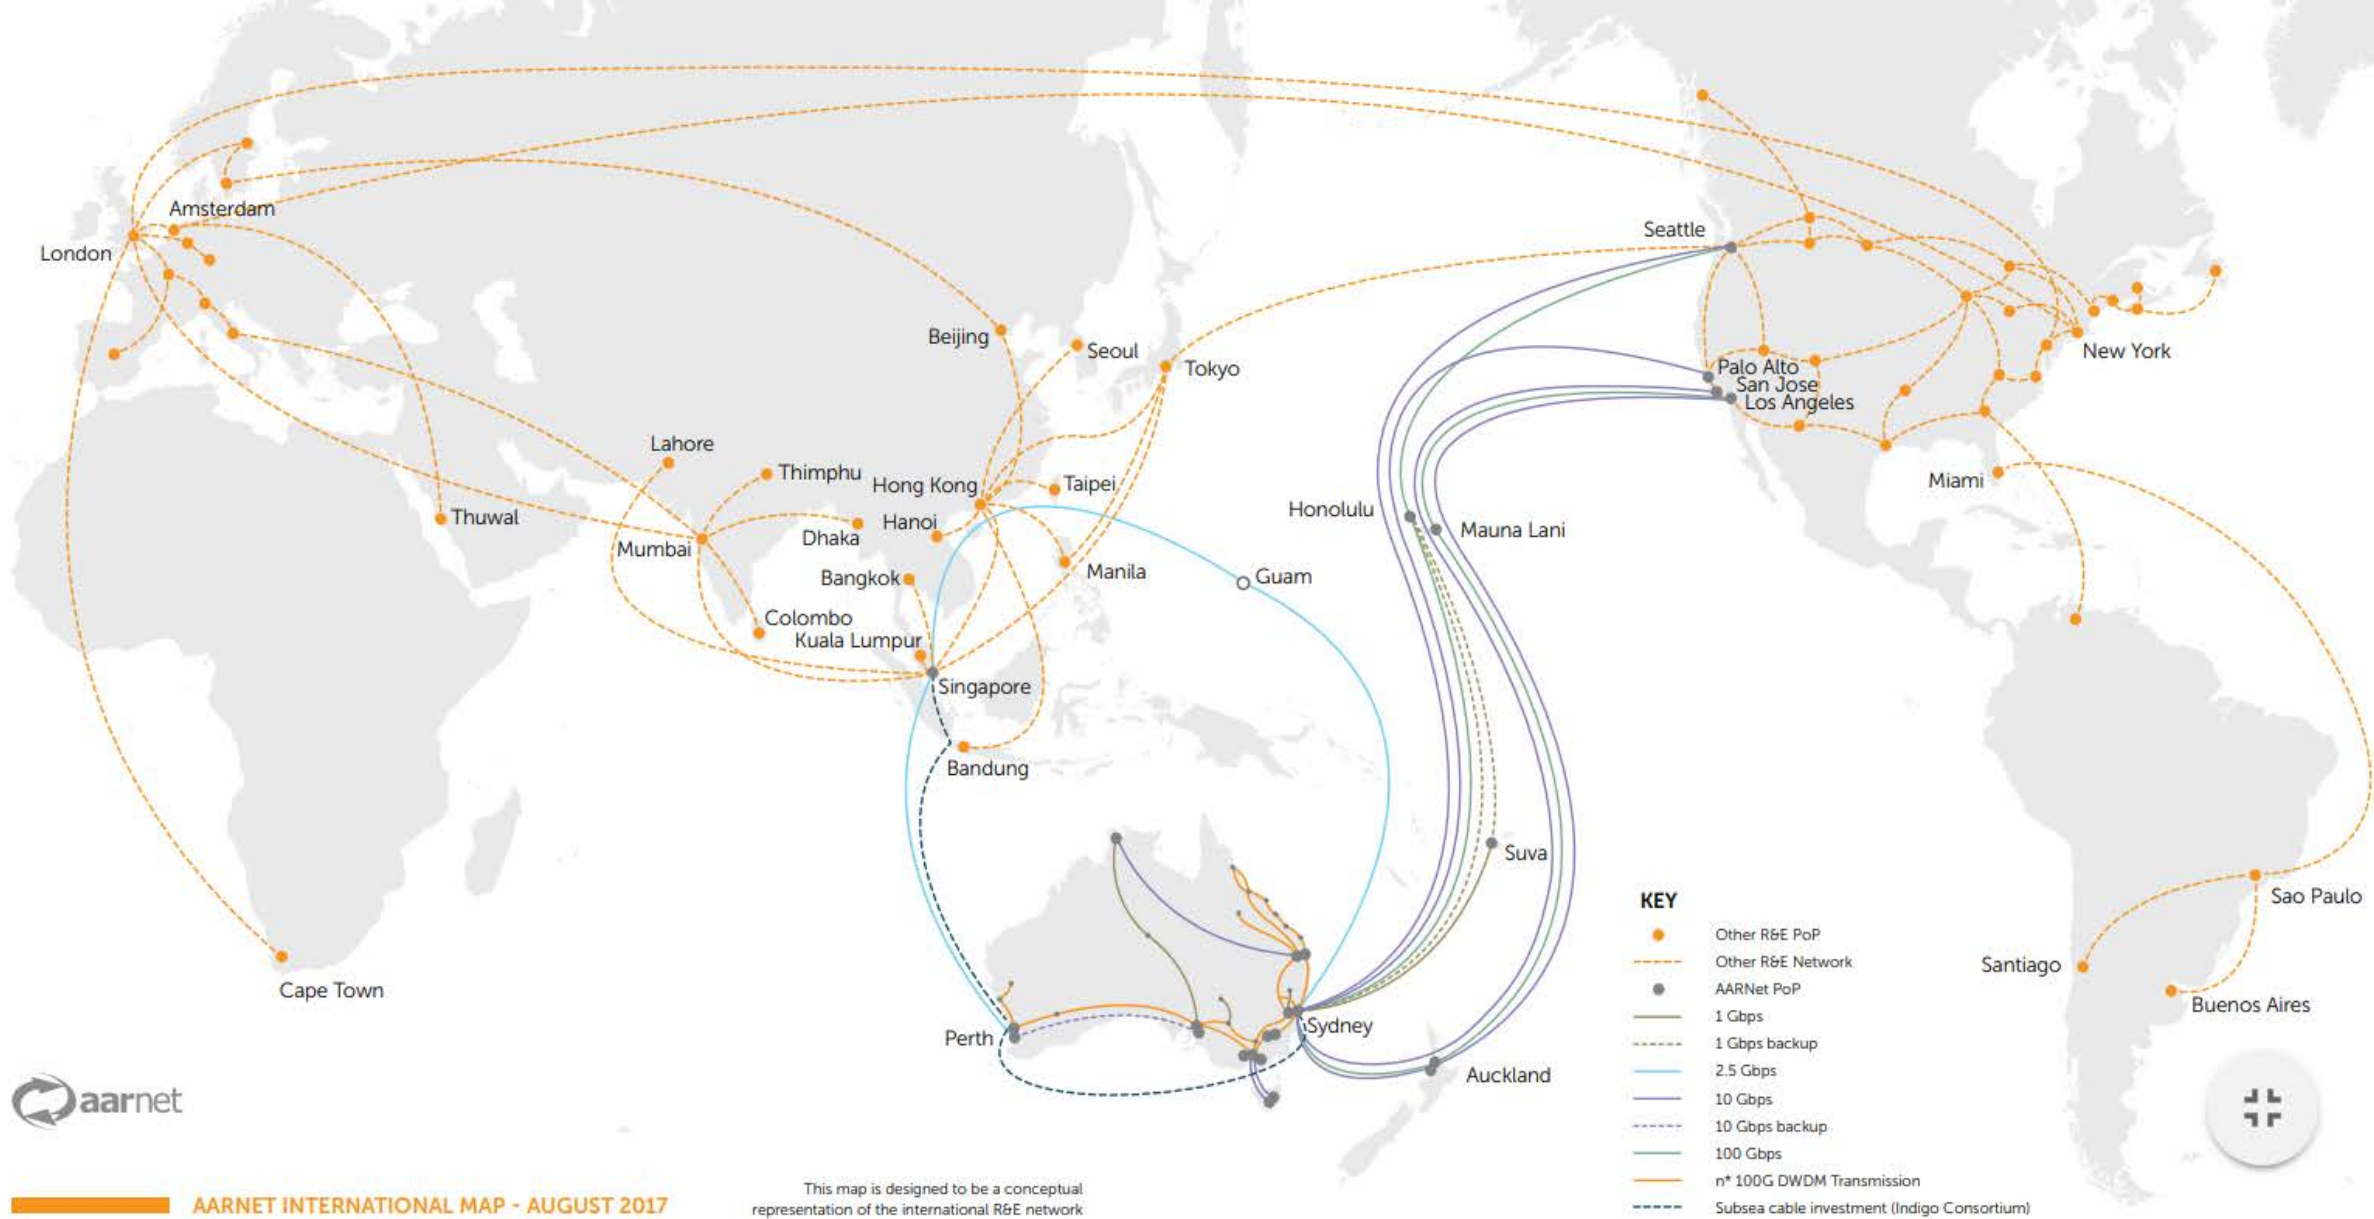 Amsterdam
London
Seattle
Beijing
Seoul
Tokyo
New York
Palo Alto
San Jose
Los Angeles
Lahore
Thimphu
Hong Kong
Taipei
Miami
Thuwal
Hanoi
Honolulu
Mauna Lani
Mumbai
Dhaka
Bangkok
Manila
Guam
Colombo
Kuala Lumpur
Singapore
Bandung
Suva
Sao Paulo
Santiago
Cape Town
Buenos Aires
Perth
Sydney
Auckland
KEY
Other R&E PoP
Other R&E Network
AARNet PoP
1 Gbps
1 Gbps backup
2.5 Gbps
10 Gbps
10 Gbps backup
100 Gbps
n* 100G DWDM Transmission
Subsea cable investment (Indigo Consortium)
aarnet
AARNET INTERNATIONAL MAP - AUGUST 2017
This map is designed to be a conceptual
representation of the international R&E network